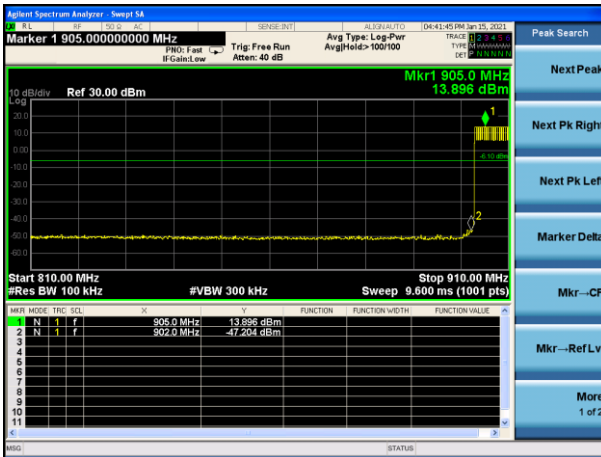 Agilent Spectrum Analyzer - Swept SA
RL RF 50 Ω AC SENSE:INT ALIGNAUTO 04:41:45 PM Jan 15, 2021
Marker 1 905.000000000 MHz
PNO: Fast
IFGain:Low
Trig: Free Run
Atten: 40 dB
Avg Type: Log-Pwr
Avg|Hold:>100/100
TRACE 1 2 3 4 5 6
TYPE M
DET P N N N N N
Peak Search
Mkr1 905.0 MHz
13.896 dBm
10 dB/div
Log
Ref 30.00 dBm
20.0
10.0
0.00
-10.0
-20.0
-30.0
-40.0
-50.0
-60.0
1
-6.10 dBm
2
Start 810.00 MHz
Stop 910.00 MHz
#Res BW 100 kHz
#VBW 300 kHz
Sweep 9.600 ms (1001 pts)
MKR MODE TRC SCL X Y FUNCTION FUNCTION WIDTH FUNCTION VALUE
1 N 1 f 905.0 MHz 13.896 dBm
2 N 1 f 902.0 MHz -47.204 dBm
3
4
5
6
7
8
9
10
11
MSG
STATUS
Next Peak
Next Pk Right
Next Pk Left
Marker Delta
Mkr→CF
Mkr→Ref Lv
More
1 of 2